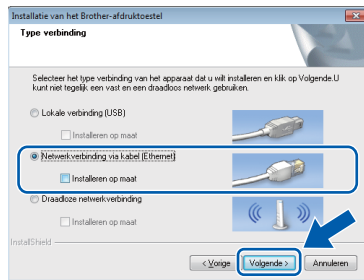 Installatie van het Brother-afdruktoestel
Type verbinding
Selecteer het type verbinding van het apparaat dat u wilt installeren en klik op Volgende.U
kunt niet tegelijk een vast en een draadloos netwerk gebruiken.
Lokale verbinding (USB)
Installeren op maat
Netwerkverbinding via kabel (Ethernet)
Installeren op maat
Draadloze netwerkverbinding
Installeren op maat
InstallShield
< Vorige Volgende > Annuleren